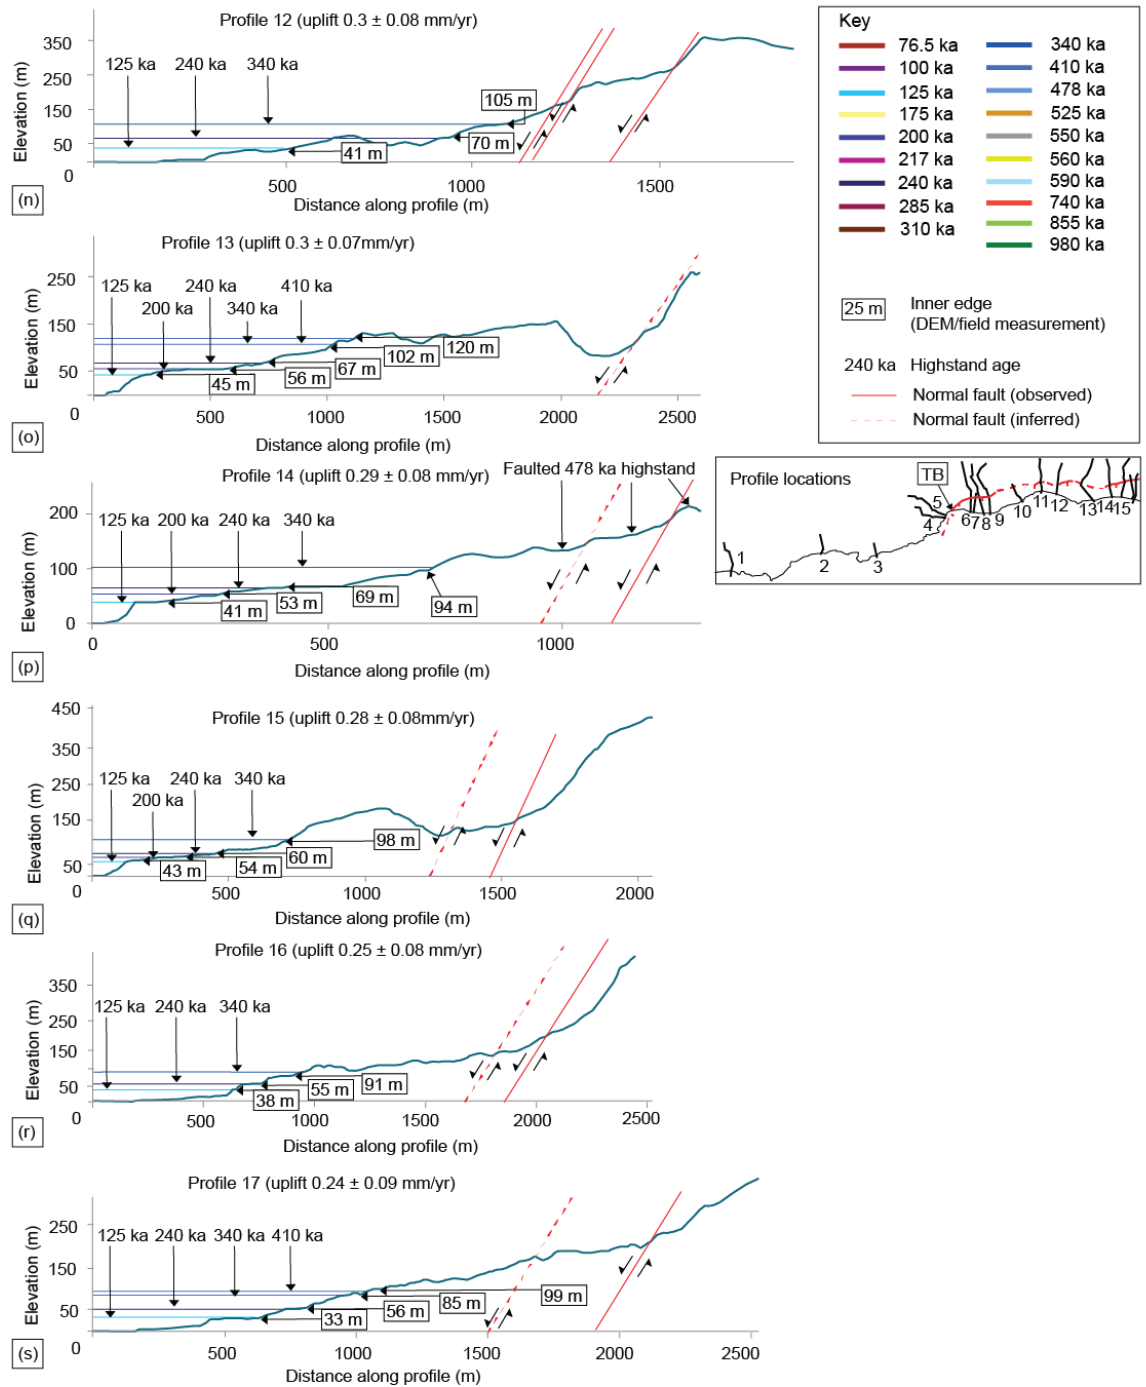 Profile 12 (uplift 0.3 ± 0.08 mm/yr)
Elevation (m)
350
250
150
50
0
125 ka
240 ka
340 ka
105 m
70 m
41 m
500
1000
1500
Distance along profile (m)
(n)
Profile 13 (uplift 0.3 ± 0.07mm/yr)
Elevation (m)
250
150
50
0
125 ka
200 ka
240 ka
340 ka
410 ka
120 m
102 m
67 m
56 m
45 m
500
1000
1500
2000
2500
Distance along profile (m)
(o)
Profile 14 (uplift 0.29 ± 0.08 mm/yr)
Faulted 478 ka highstand
Elevation (m)
200
100
0
125 ka
200 ka
240 ka
340 ka
41 m
53 m
69 m
94 m
0
500
1000
Distance along profile (m)
(p)
Profile 15 (uplift 0.28 ± 0.08mm/yr)
Elevation (m)
450
350
250
150
50
0
125 ka
200 ka
240 ka
340 ka
98 m
60 m
54 m
43 m
500
1000
1500
2000
Distance along profile (m)
(q)
Profile 16 (uplift 0.25 ± 0.08 mm/yr)
Elevation (m)
350
250
150
50
0
125 ka
240 ka
340 ka
91 m
55 m
38 m
500
1000
1500
2000
2500
Distance along profile (m)
(r)
Profile 17 (uplift 0.24 ± 0.09 mm/yr)
Elevation (m)
250
150
50
0
125 ka
240 ka
340 ka
410 ka
99 m
85 m
56 m
33 m
500
1000
1500
2000
2500
Distance along profile (m)
(s)
Key
76.5 ka
100 ka
125 ka
175 ka
200 ka
217 ka
240 ka
285 ka
310 ka
340 ka
410 ka
478 ka
525 ka
550 ka
560 ka
590 ka
740 ka
855 ka
980 ka
25 m
Inner edge
(DEM/field measurement)
240 ka Highstand age
Normal fault (observed)
Normal fault (inferred)
Profile locations
TB
1
2
3
4
5
6
7
8
9
10
11
12
13
14
15